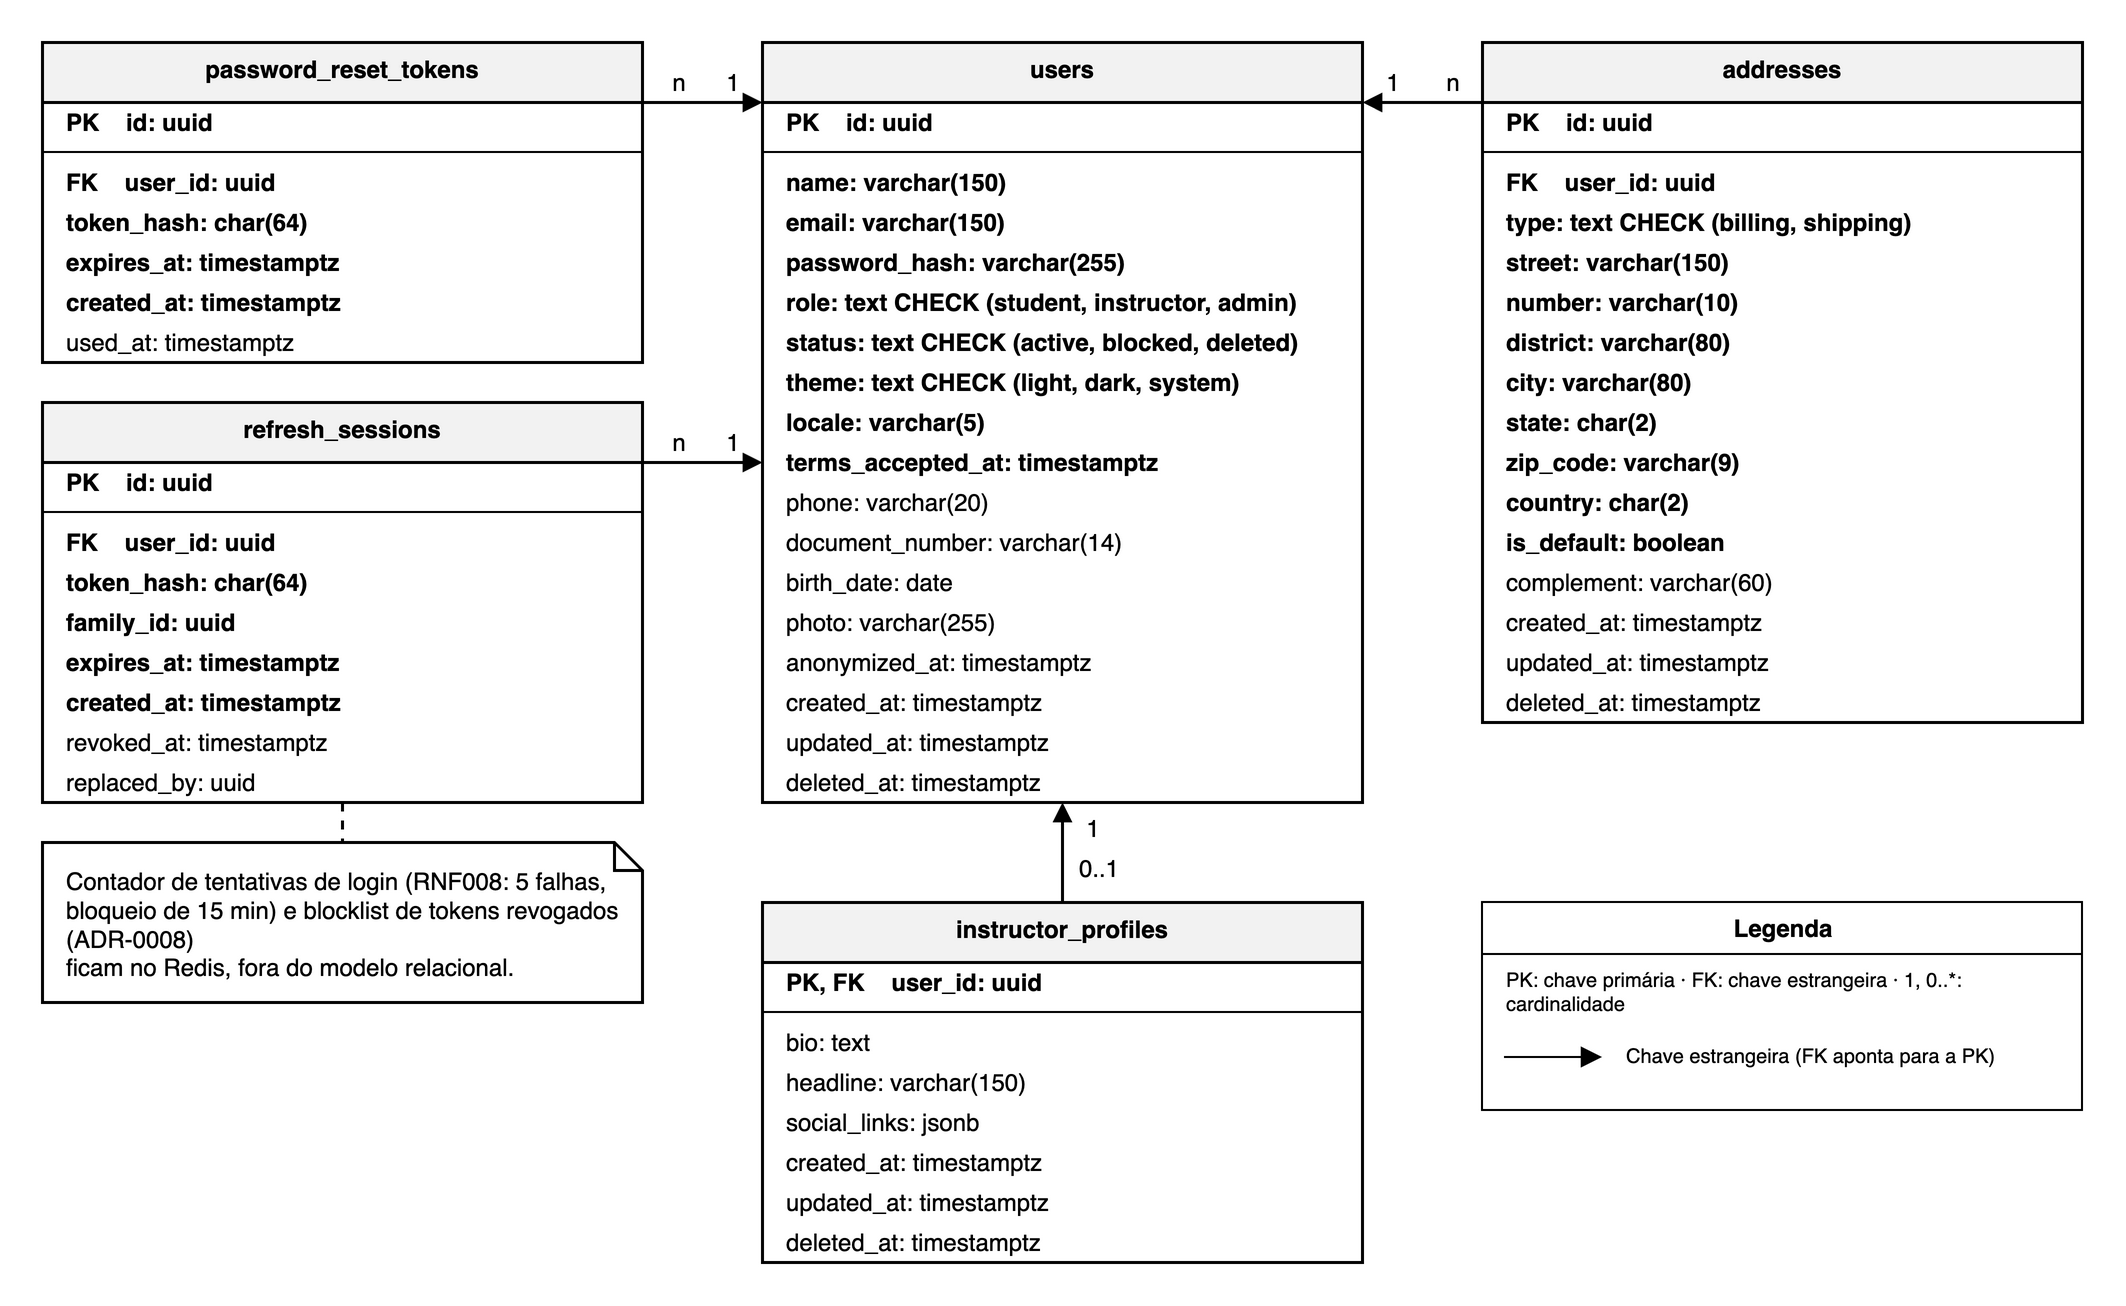 password_reset_tokens
PK id: uuid
FK user_id: uuid
token_hash: char(64)
expires_at: timestamptz
created_at: timestamptz
used_at: timestamptz
n 1
users
PK id: uuid
name: varchar(150)
email: varchar(150)
password_hash: varchar(255)
role: text CHECK (student, instructor, admin)
status: text CHECK (active, blocked, deleted)
theme: text CHECK (light, dark, system)
locale: varchar(5)
terms_accepted_at: timestamptz
phone: varchar(20)
document_number: varchar(14)
birth_date: date
photo: varchar(255)
anonymized_at: timestamptz
created_at: timestamptz
updated_at: timestamptz
deleted_at: timestamptz
1 n
addresses
PK id: uuid
FK user_id: uuid
type: text CHECK (billing, shipping)
street: varchar(150)
number: varchar(10)
district: varchar(80)
city: varchar(80)
state: char(2)
zip_code: varchar(9)
country: char(2)
is_default: boolean
complement: varchar(60)
created_at: timestamptz
updated_at: timestamptz
deleted_at: timestamptz
refresh_sessions
PK id: uuid
FK user_id: uuid
token_hash: char(64)
family_id: uuid
expires_at: timestamptz
created_at: timestamptz
revoked_at: timestamptz
replaced_by: uuid
n 1
Contador de tentativas de login (RNF008: 5 falhas,
bloqueio de 15 min) e blocklist de tokens revogados
(ADR-0008)
ficam no Redis, fora do modelo relacional.
1
0..1
instructor_profiles
PK, FK user_id: uuid
bio: text
headline: varchar(150)
social_links: jsonb
created_at: timestamptz
updated_at: timestamptz
deleted_at: timestamptz
Legenda
PK: chave primária · FK: chave estrangeira · 1, 0..*:
cardinalidade
Chave estrangeira (FK aponta para a PK)